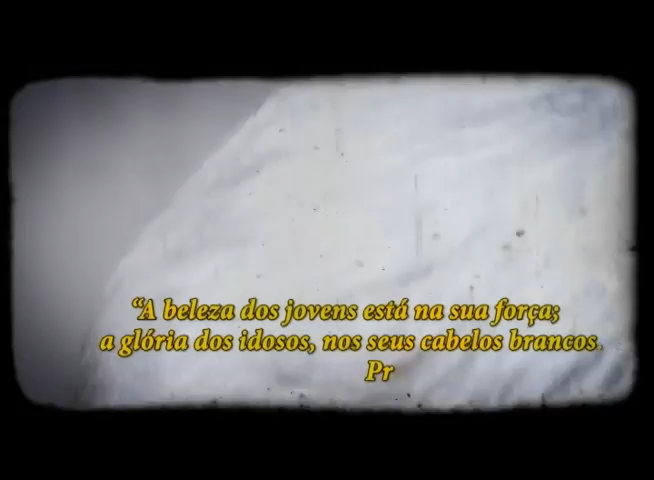 “A beleza dos jovens está na sua força;
a glória dos idosos, nos seus cabelos brancos.
Pr